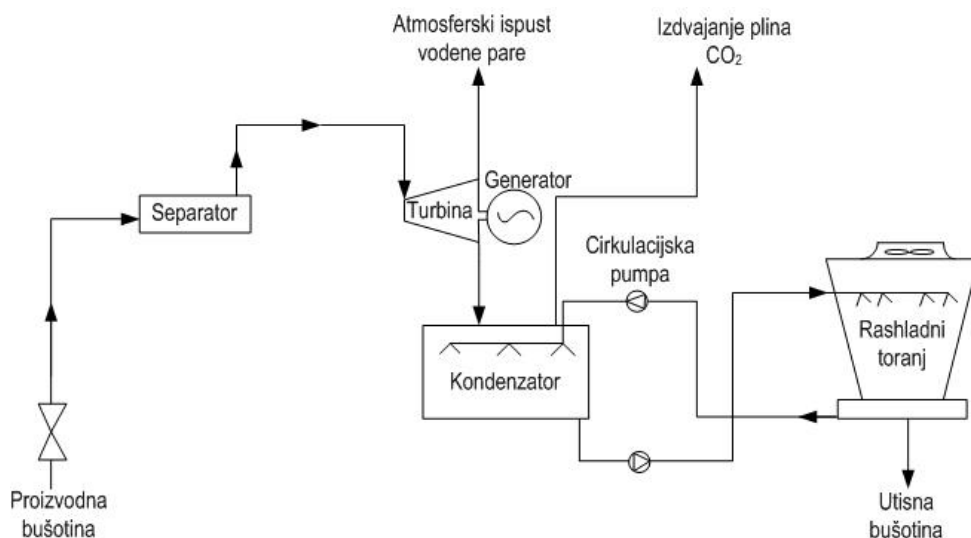 Atmosferski ispust
vodene pare
Izdvajanje plina
CO₂
Separator
Turbina
Generator
Cirkulacijska
pumpa
Rashladni
toranj
Kondenzator
Proizvodna
bušotina
Utisna
bušotina